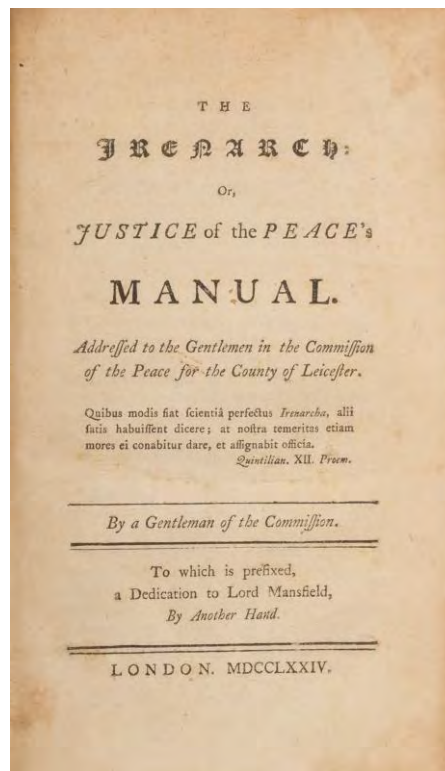 THE
IRENARCH:
Or,
JUSTICE of the PEACE's
MANUAL.
Addreſſed to the Gentlemen in the Commiſſion
of the Peace for the County of Leiceſter.
Quibus modis fiat ſcientiâ perfectus Irenarcha, alii
ſatis habuiſſent dicere; at noſtra temeritas etiam
mores ei conabitur dare, et aſſignabit officia.
Quintilian. XII. Proem.
By a Gentleman of the Commiſſion.
To which is prefixed,
a Dedication to Lord Mansfield,
By Another Hand.
LONDON. MDCCLXXIV.